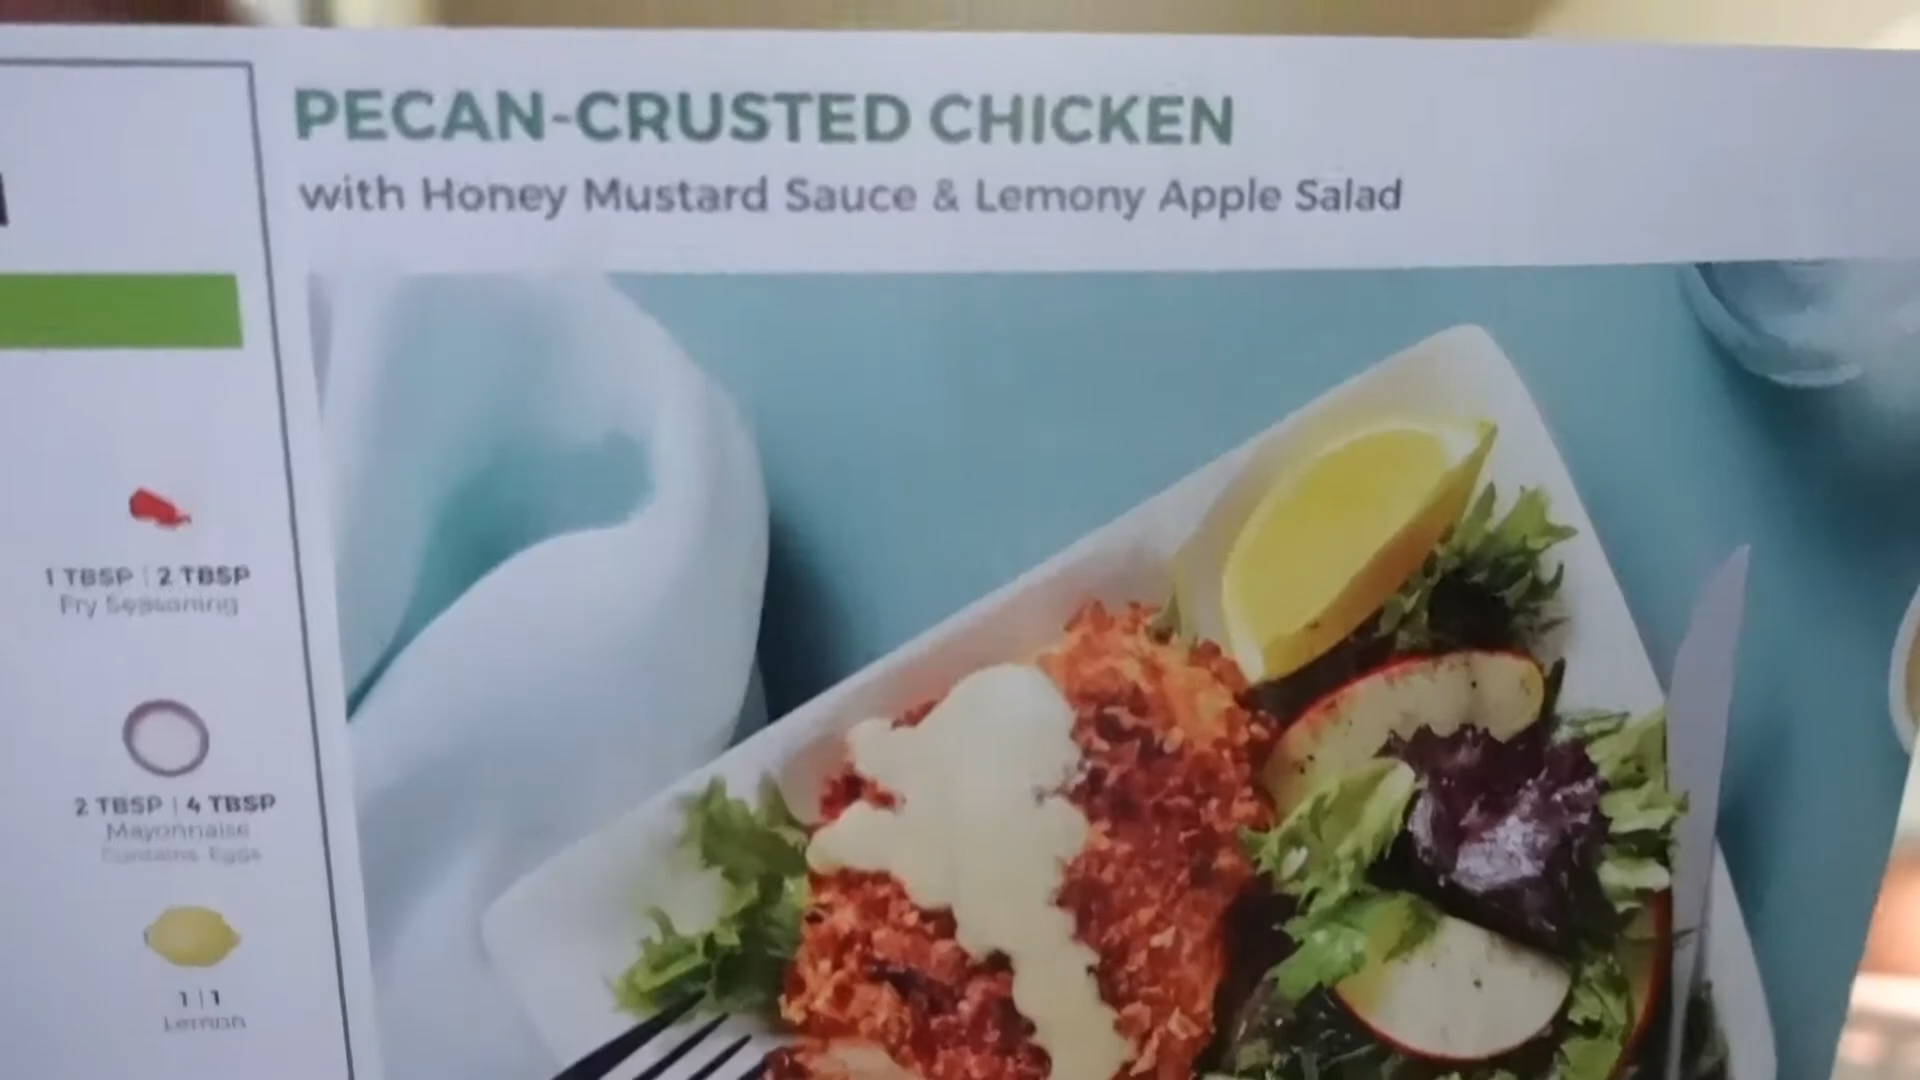 PECAN-CRUSTED CHICKEN
with Honey Mustard Sauce & Lemony Apple Salad
1 TBSP | 2 TBSP
Fry Seasoning
2 TBSP | 4 TBSP
Mayonnaise
Contains: Eggs
1 | 1
Lemon